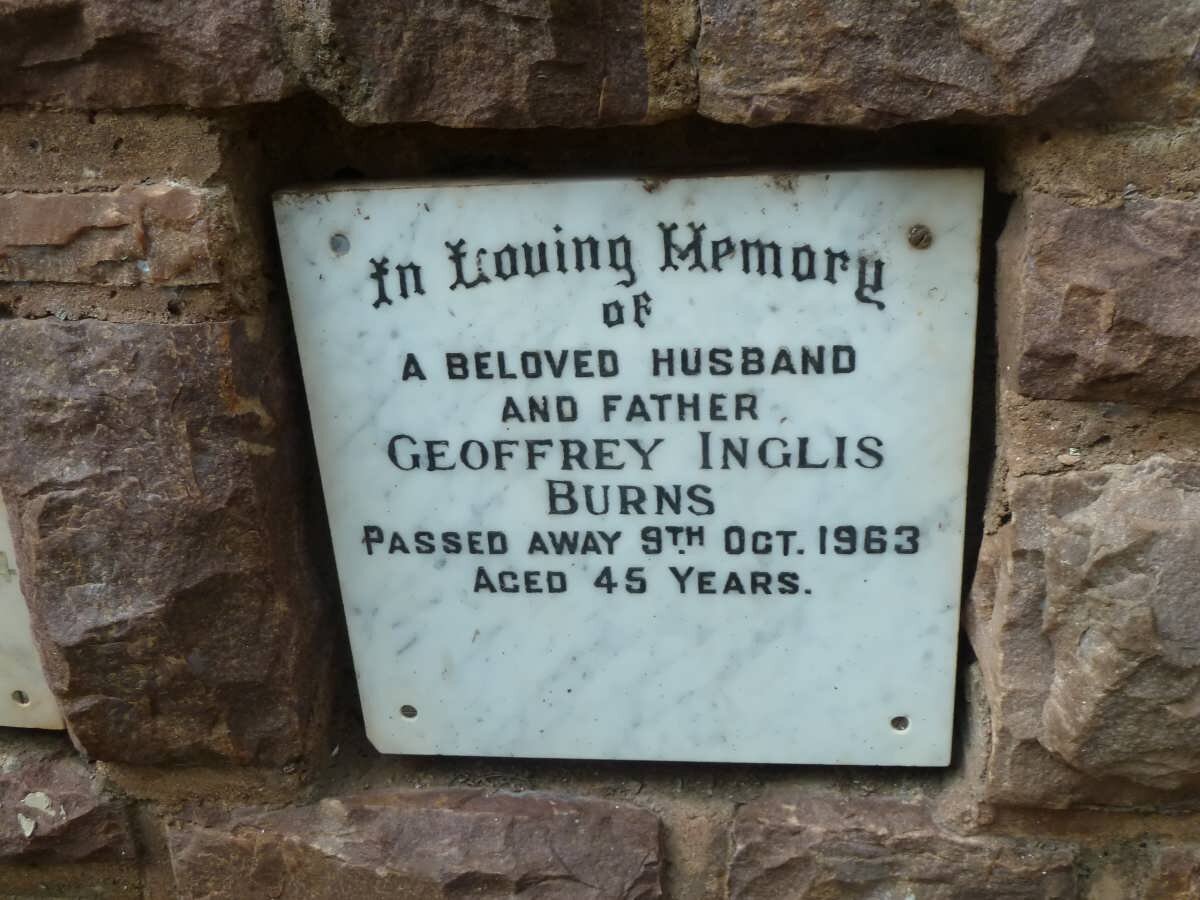 In Loving Memory
OF
A BELOVED HUSBAND
AND FATHER
GEOFFREY INGLIS
BURNS
PASSED AWAY 9TH OCT. 1963
AGED 45 YEARS.